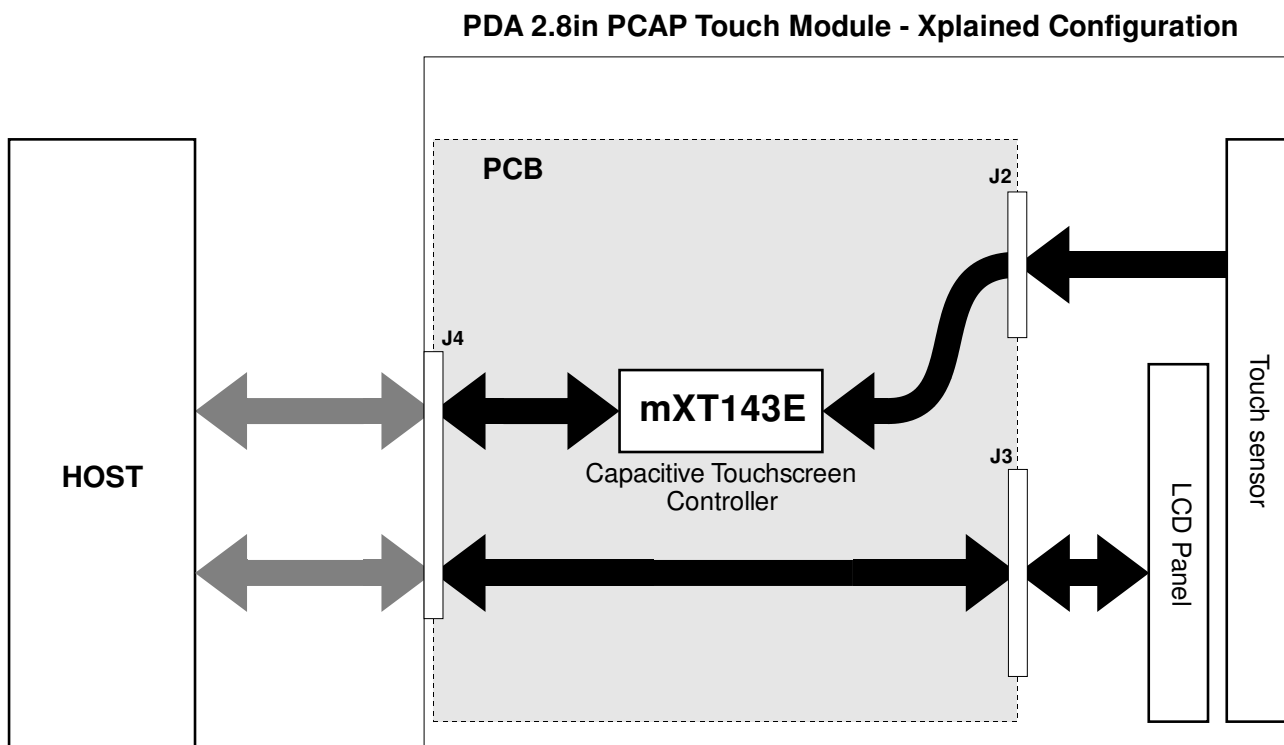 PDA 2.8in PCAP Touch Module - Xplained Configuration
PCB
J2
J4
mXT143E
Capacitive Touchscreen
Controller
HOST
J3
LCD Panel
Touch sensor